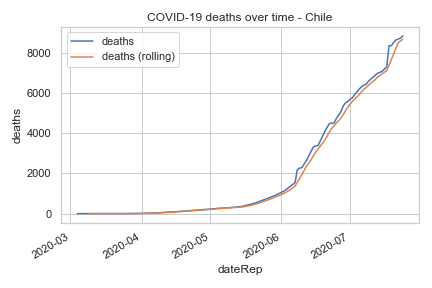 COVID-19 deaths over time - Chile
deaths
deaths (rolling)
8000
6000
4000
2000
0
deaths
2020-03
2020-04
2020-05
2020-06
2020-07
dateRep